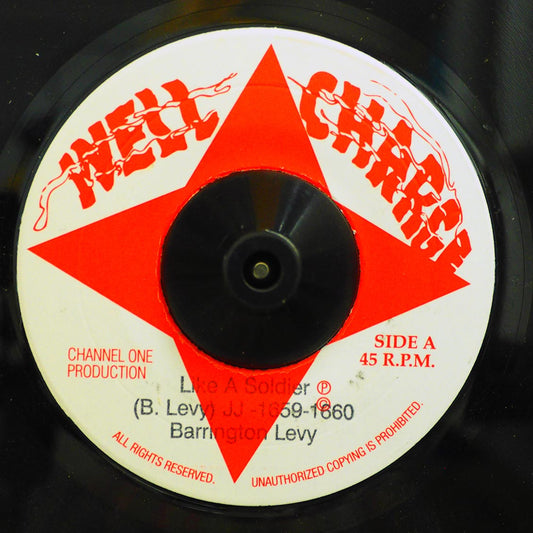 WELL CHARGE
CHANNEL ONE
PRODUCTION
SIDE A
45 R.P.M.
Like A Soldier ℗
(B. Levy) JJ -1659-1660 ©
Barrington Levy
ALL RIGHTS RESERVED.
UNAUTHORIZED COPYING IS PROHIBITED.